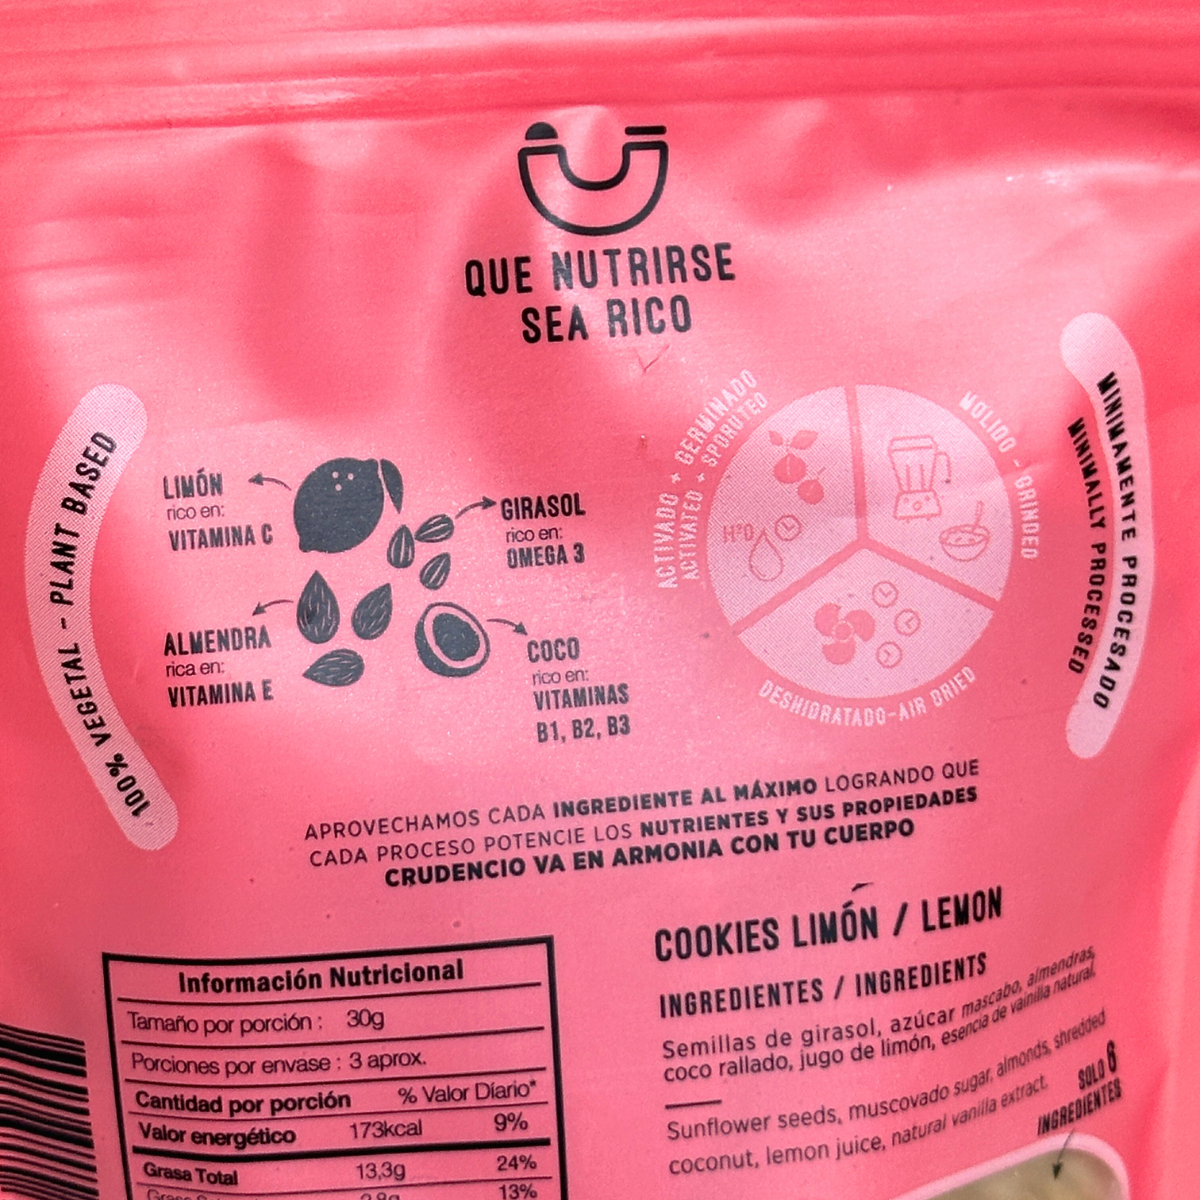 QUE NUTRIRSE
SEA RICO
100% VEGETAL - PLANT BASED
LIMÓN
rico en:
VITAMINA C
GIRASOL
rico en:
OMEGA 3
ALMENDRA
rica en:
VITAMINA E
COCO
rico en:
VITAMINAS
B1, B2, B3
ACTIVADO + GERMINADO
ACTIVATED + SPORUTED
H²O
MOLIDO - GRINDED
DESHIDRATADO-AIR DRIED
MINIMAMENTE PROCESADO
MINIMALLY PROCESSED
APROVECHAMOS CADA INGREDIENTE AL MÁXIMO LOGRANDO QUE
CADA PROCESO POTENCIE LOS NUTRIENTES Y SUS PROPIEDADES
CRUDENCIO VA EN ARMONIA CON TU CUERPO
Información Nutricional
Tamaño por porción : 30g
Porciones por envase : 3 aprox.
Cantidad por porción % Valor Diario*
Valor energético 173kcal 9%
Grasa Total 13,3g 24%
13%
COOKIES LIMÓN / LEMON
INGREDIENTES / INGREDIENTS
Semillas de girasol, azúcar mascabo, almendras,
coco rallado, jugo de limón, esencia de vainilla natural.
Sunflower seeds, muscovado sugar, almonds, shredded
coconut, lemon juice, natural vanilla extract.
SOLO 6
INGREDIENTES